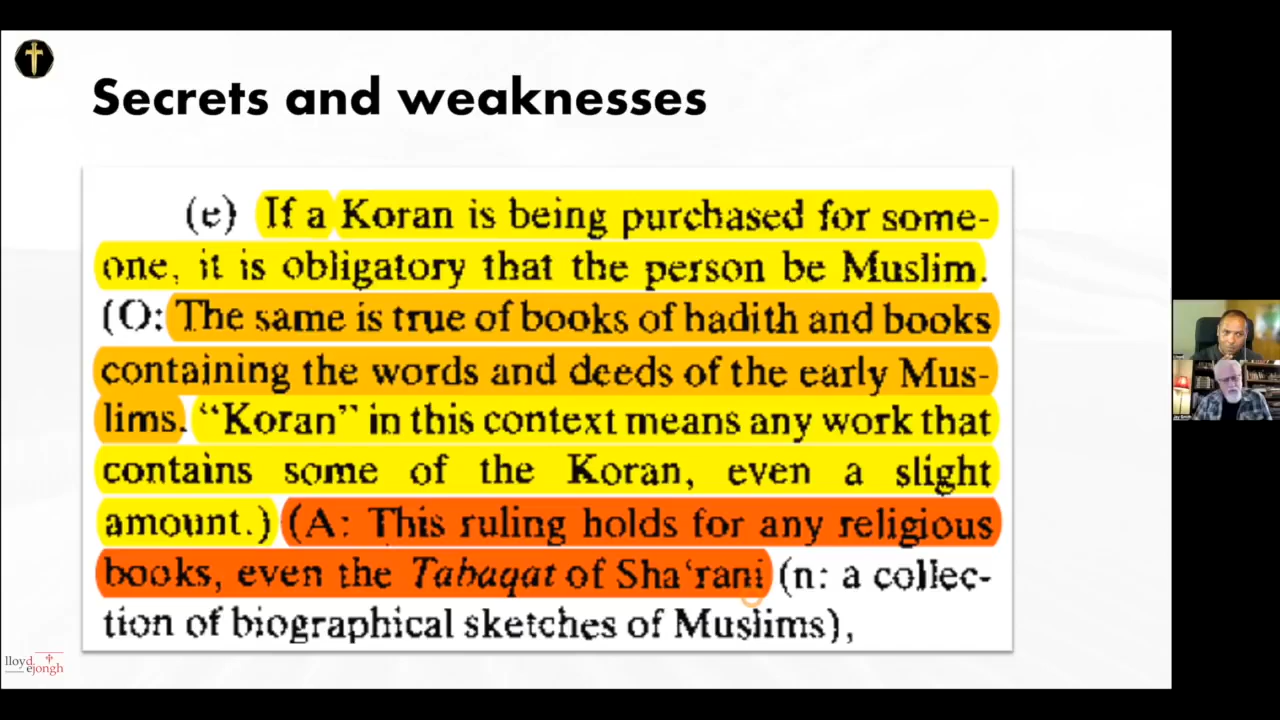 Secrets and weaknesses
(e) If a Koran is being purchased for some-
one, it is obligatory that the person be Muslim.
(O: The same is true of books of hadith and books
containing the words and deeds of the early Mus-
lims. “Koran” in this context means any work that
contains some of the Koran, even a slight
amount.) (A: This ruling holds for any religious
books, even the Tabaqat of Sha‘rani (n: a collec-
tion of biographical sketches of Muslims),
lloyd
ejongh